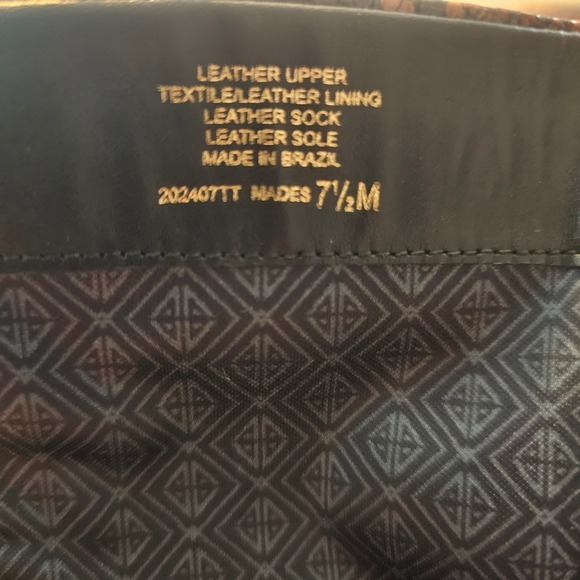 LEATHER UPPER
TEXTILE/LEATHER LINING
LEATHER SOCK
LEATHER SOLE
MADE IN BRAZIL
202407TT MADES 7½M